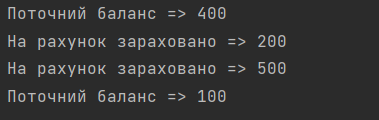 Поточний баланс => 400
На рахунок зараховано => 200
На рахунок зараховано => 500
Поточний баланс => 100